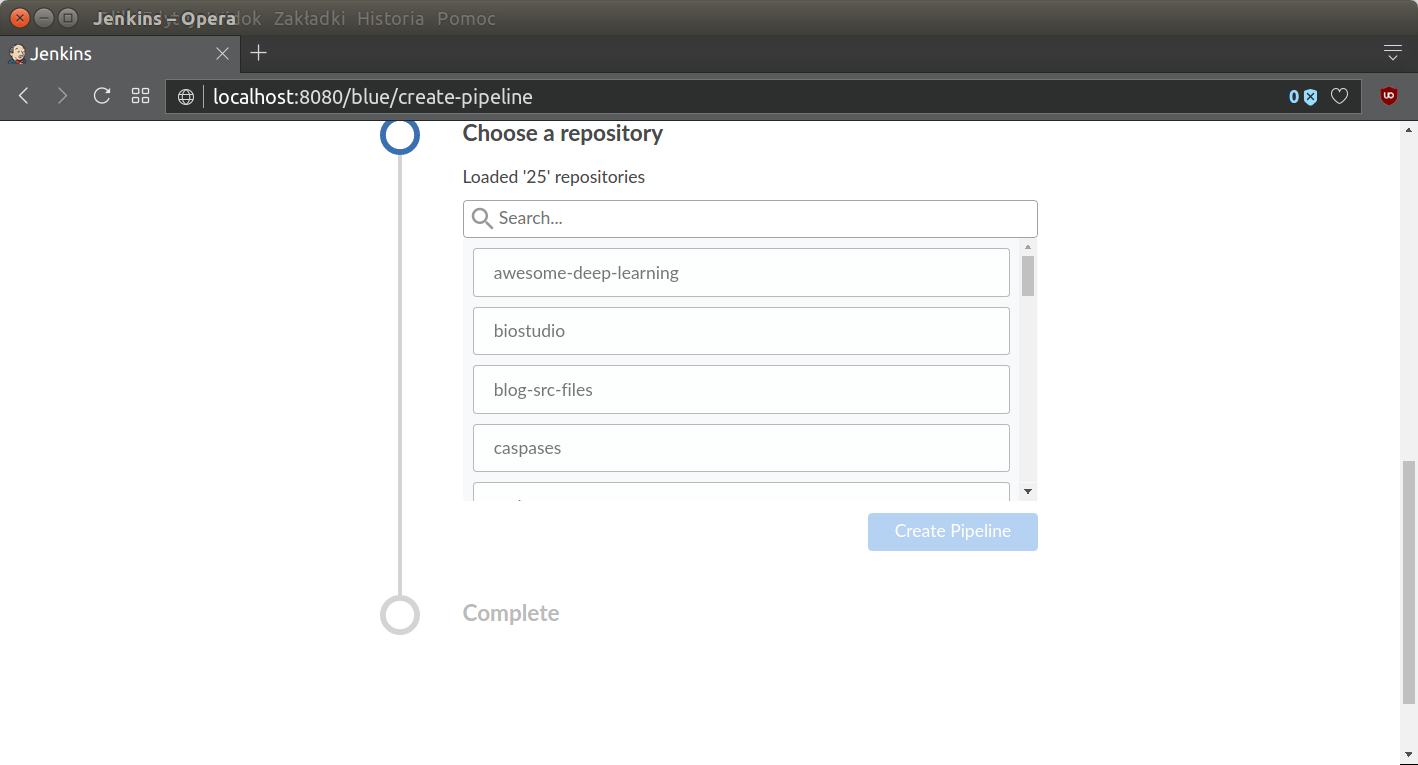 Jenkins – Opera
Zakładki Historia Pomoc
Jenkins
localhost:8080/blue/create-pipeline
0
Choose a repository
Loaded '25' repositories
Search...
awesome-deep-learning
biostudio
blog-src-files
caspases
Create Pipeline
Complete